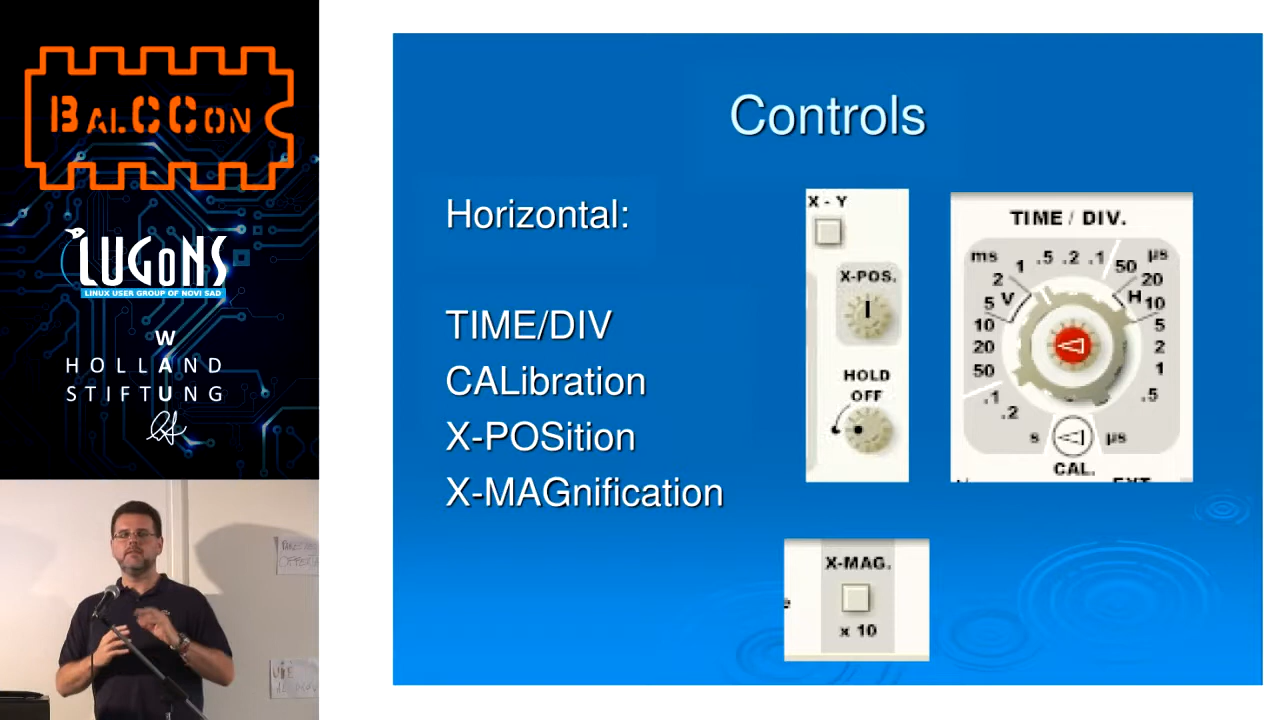 BALCCON
LUGONS
LINUX USER GROUP OF NOVI SAD
W
HOLLAND
STIFTUNG
Controls
Horizontal:
TIME/DIV
CALibration
X-POSition
X-MAGnification
X - Y
X-POS.
HOLD
OFF
TIME / DIV.
ms
1
.5
.2
.1
50
µs
2
20
5
V
H
10
10
5
20
2
50
1
.1
.5
.2
s
µs
CAL.
X-MAG.
x 10